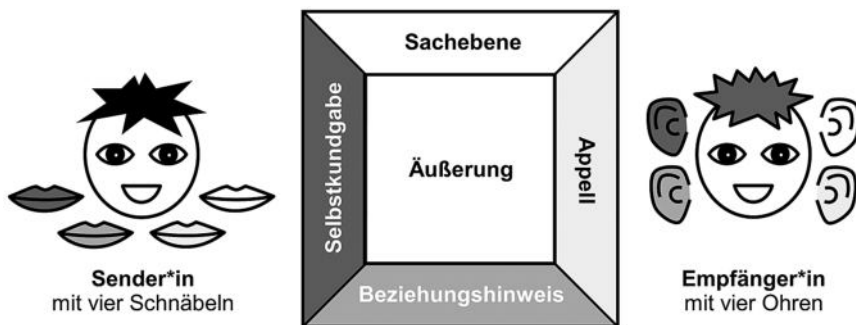 Sachebene
Selbstkundgabe
Äußerung
Appell
Beziehungshinweis
Sender*in
mit vier Schnäbeln
Empfänger*in
mit vier Ohren